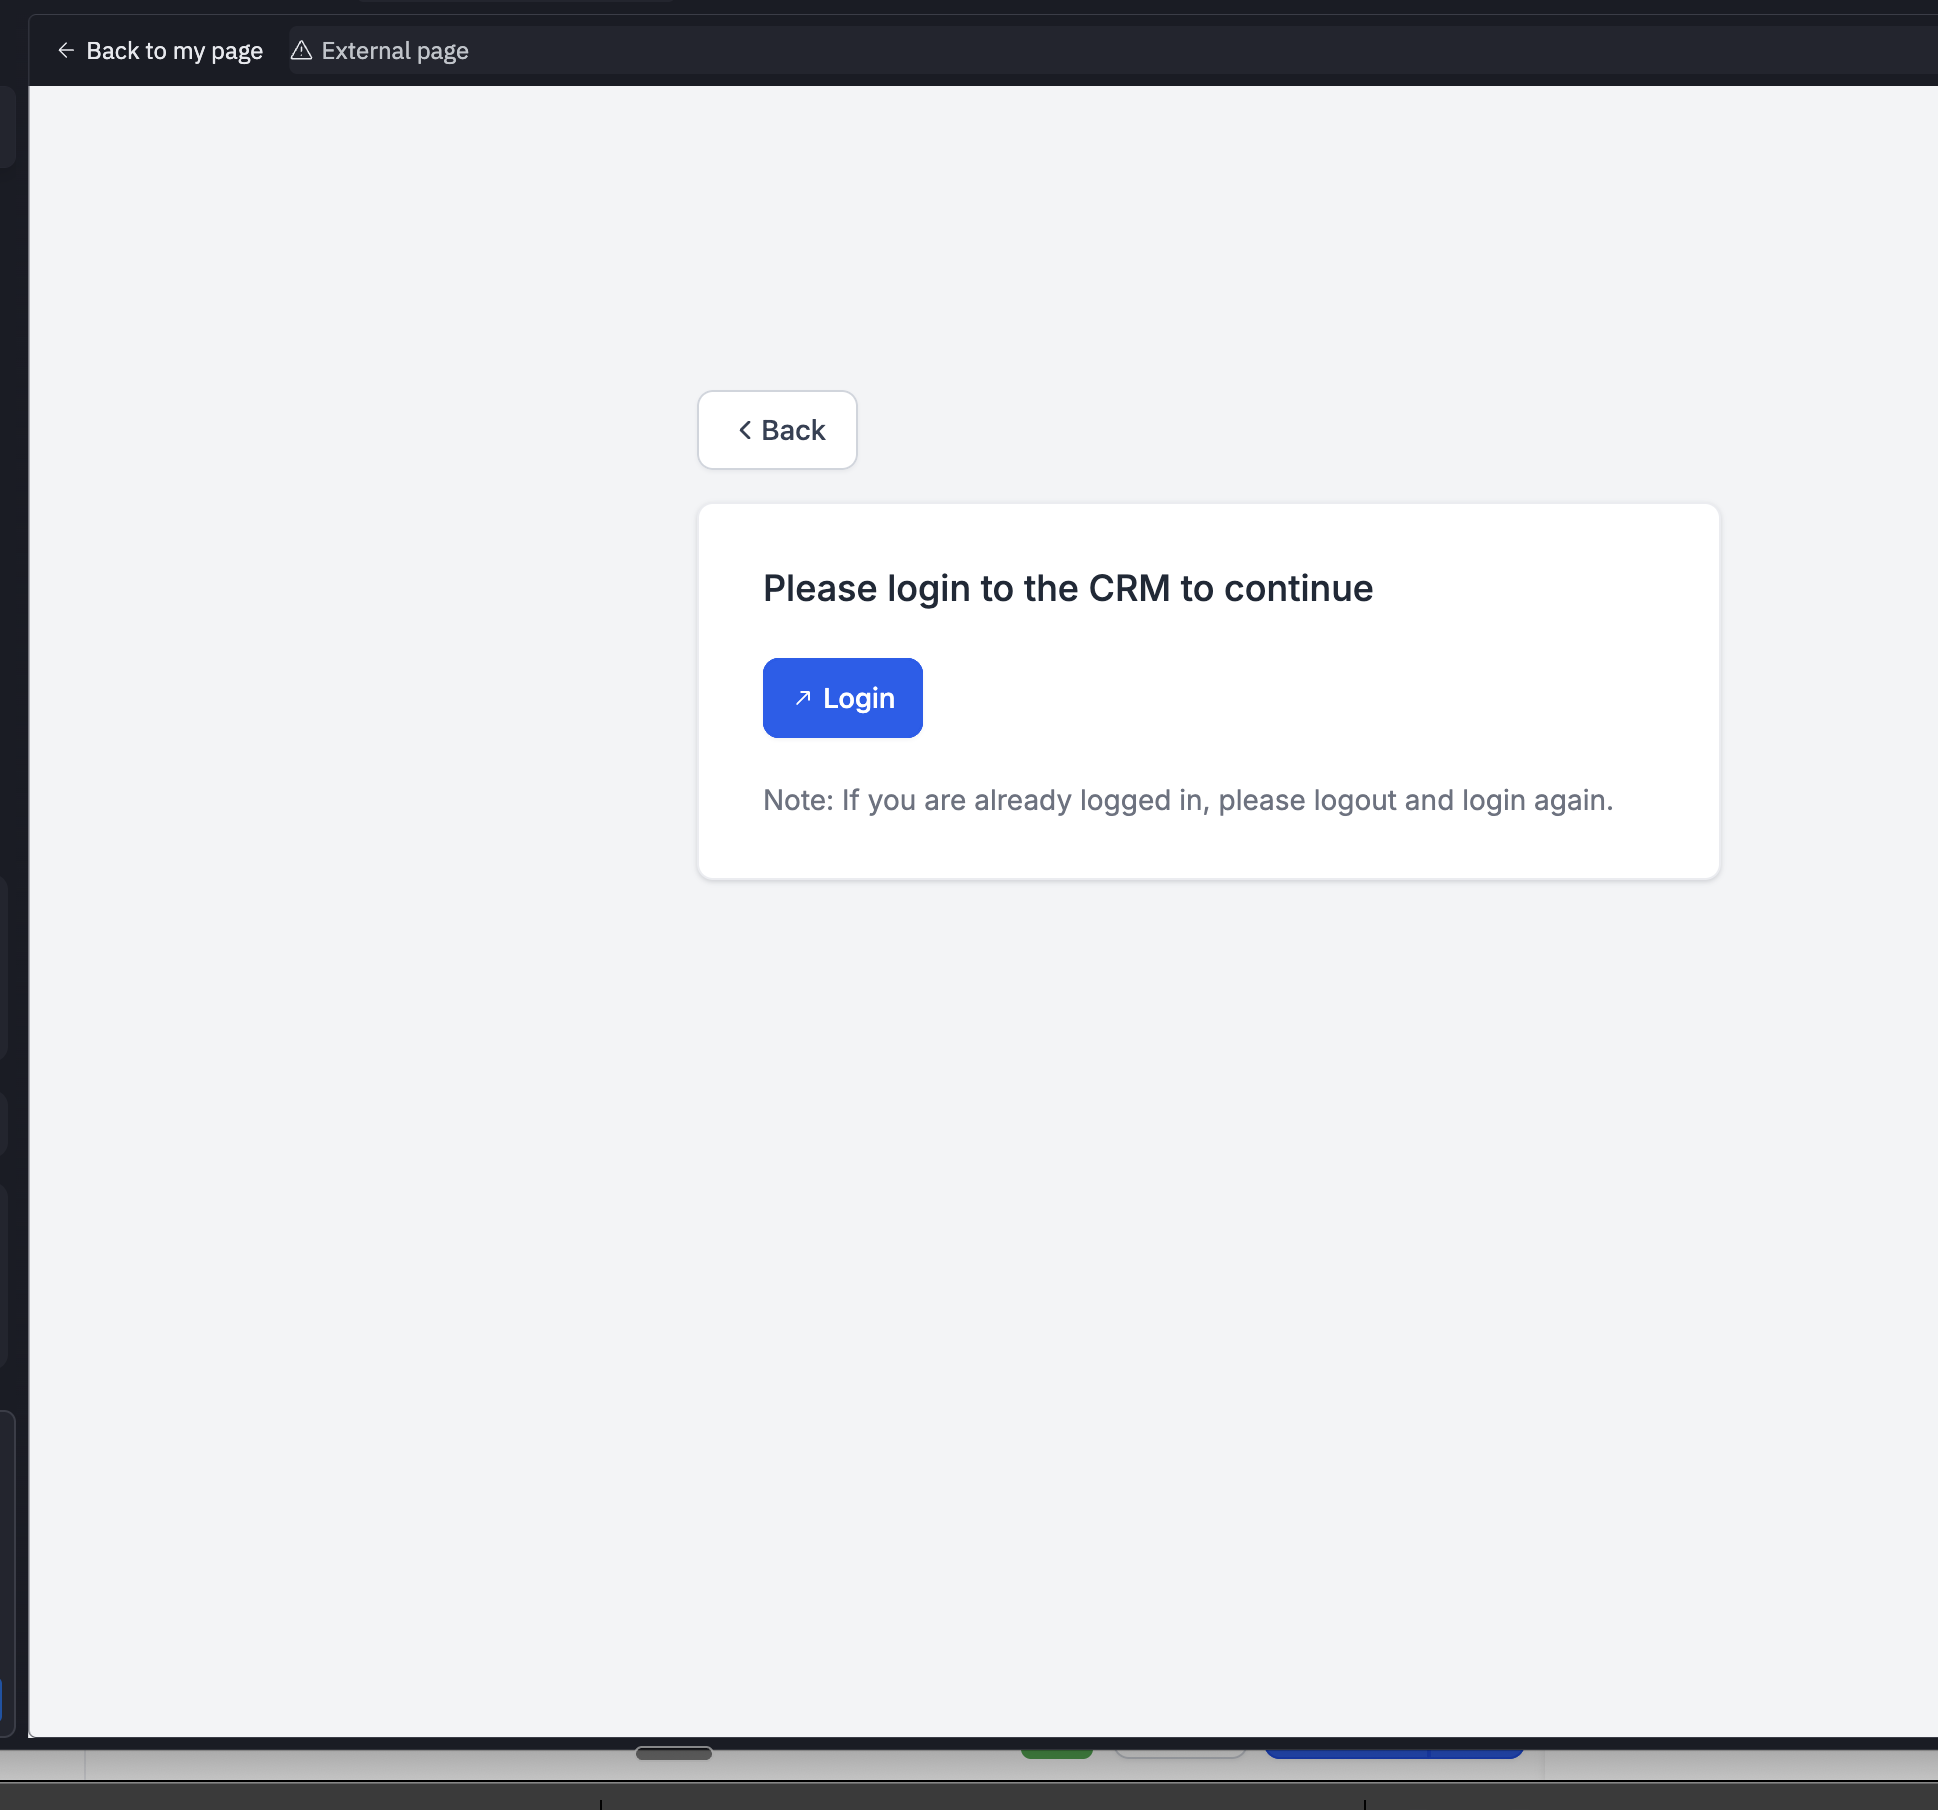 Back to my page
External page
Back
Please login to the CRM to continue
Login
Note: If you are already logged in, please logout and login again.